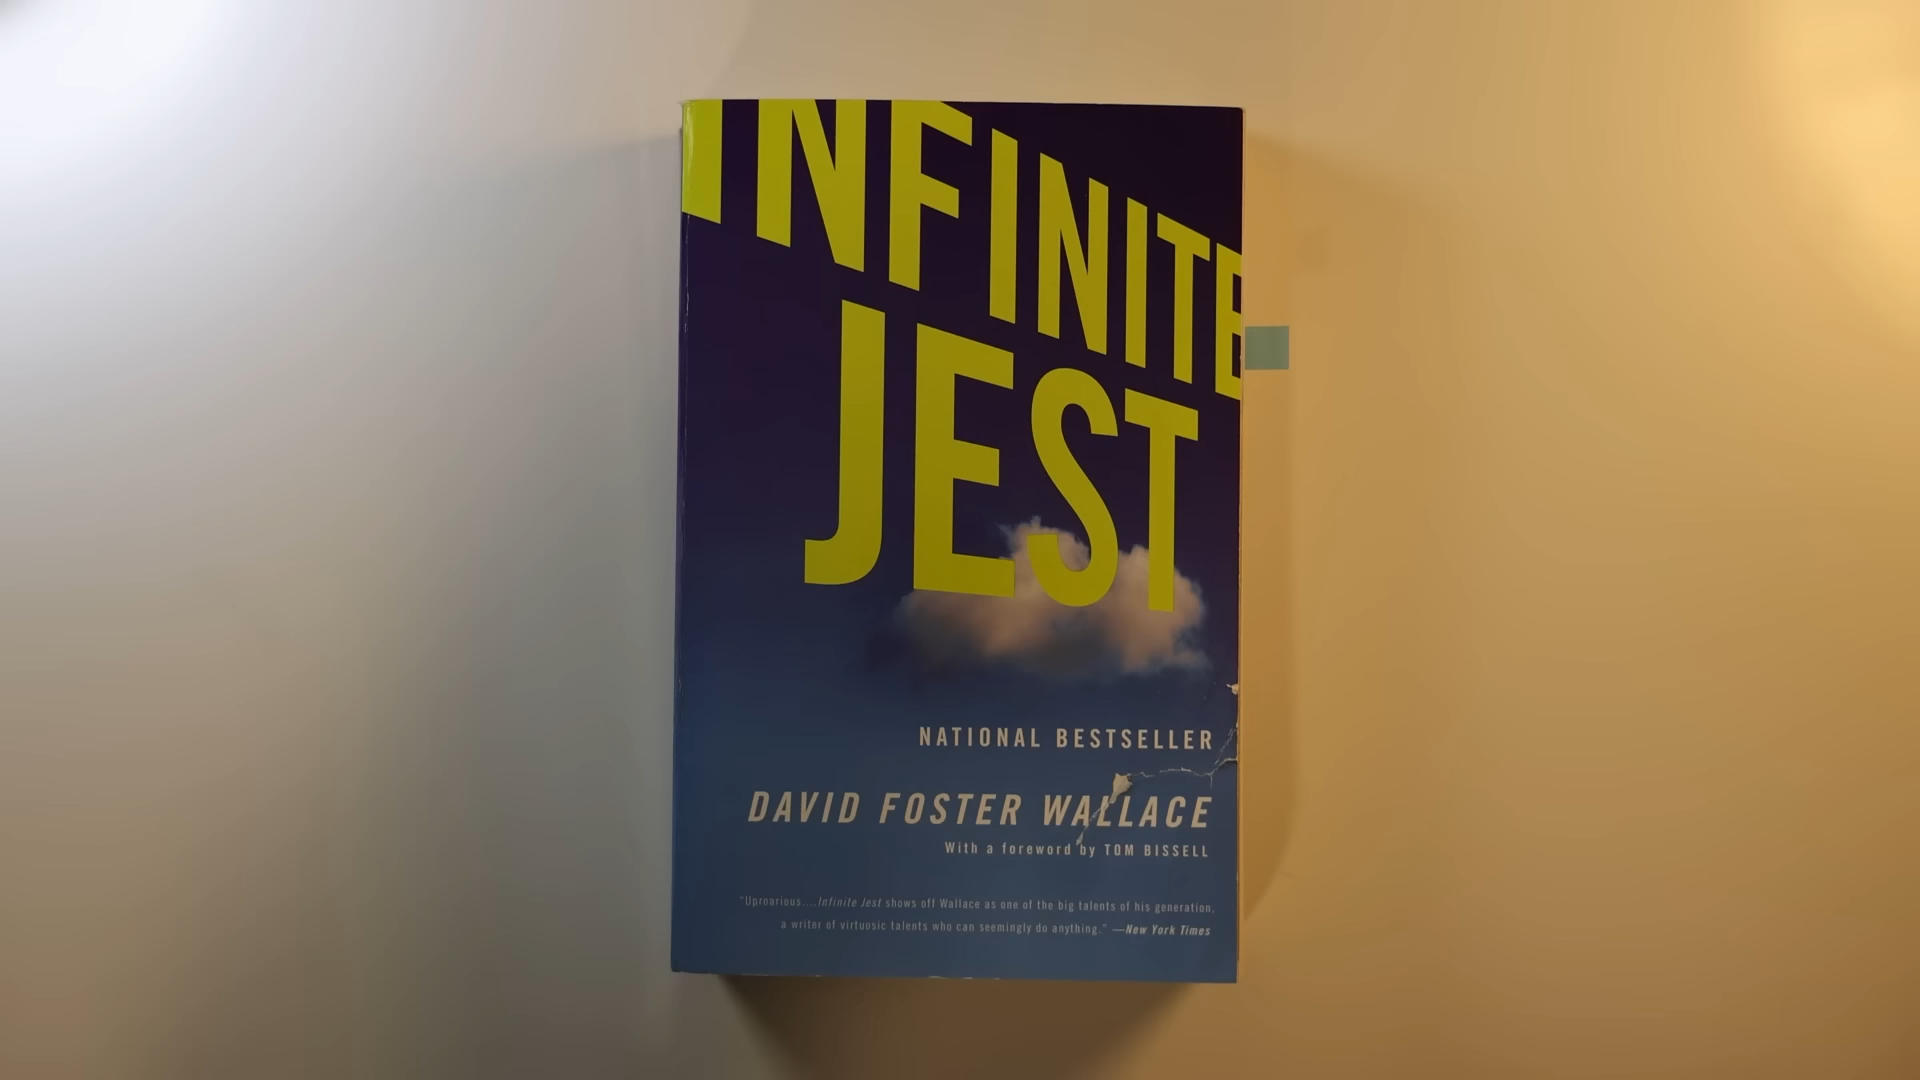 INFINITE
JEST
NATIONAL BESTSELLER
DAVID FOSTER WALLACE
With a foreword by TOM BISSELL
"Uproarious....Infinite Jest shows off Wallace as one of the big talents of his generation,
a writer of virtuosic talents who can seemingly do anything." —New York Times